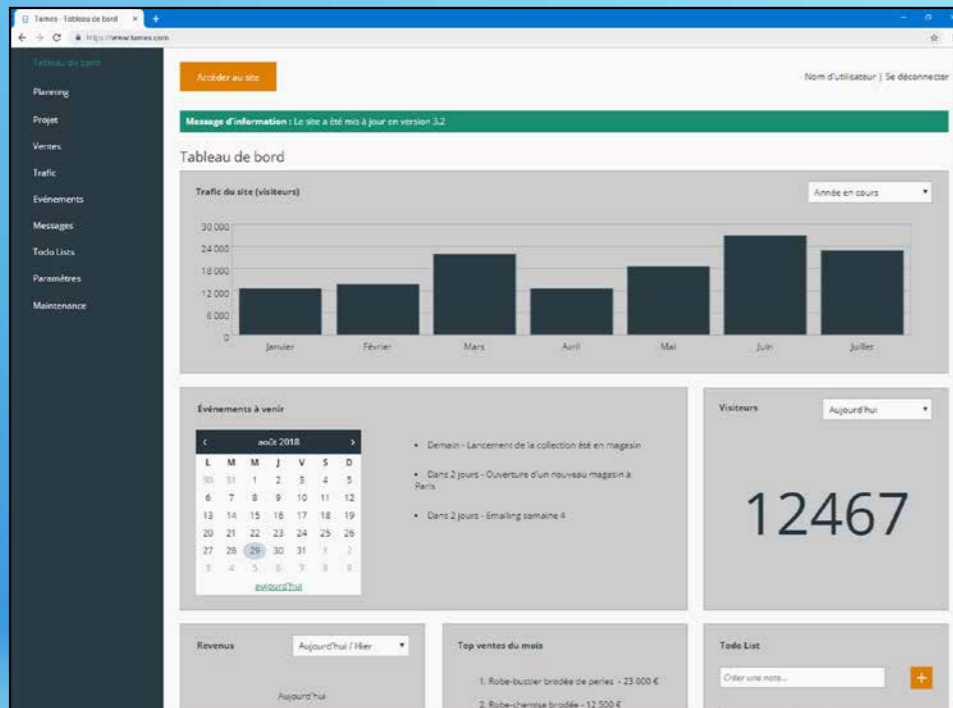 Tames - Tableau de bord
https://www.tames.com
Tableau de bord
Planning
Projet
Ventes
Trafic
Evénements
Messages
Todo Lists
Paramètres
Maintenance
Accéder au site
Nom d'utilisateur | Se déconnecter
Message d'information : Le site a été mis à jour en version 3.2
Tableau de bord
Trafic du site (visiteurs)
Année en cours
30 000
24 000
18 000
12 000
6 000
0
Janvier Février Mars Avril Mai Juin Juillet
Événements à venir
août 2018
L M M J V S D
30 31 1 2 3 4 5
6 7 8 9 10 11 12
13 14 15 16 17 18 19
20 21 22 23 24 25 26
27 28 29 30 31 1 2
3 4 5 6 7 8 9
aujourd'hui
• Demain - Lancement de la collection été en magasin
• Dans 2 jours - Ouverture d'un nouveau magasin à
Paris
• Dans 2 jours - Emailing semaine 4
Visiteurs
Aujourd'hui
12467
Revenus
Aujourd'hui / Hier
Aujourd'hui
Top ventes du mois
1. Robe-bustier brodée de perles - 23 000 €
2. Robe-chemise brodée - 12 500 €
Todo List
Créer une note...
+